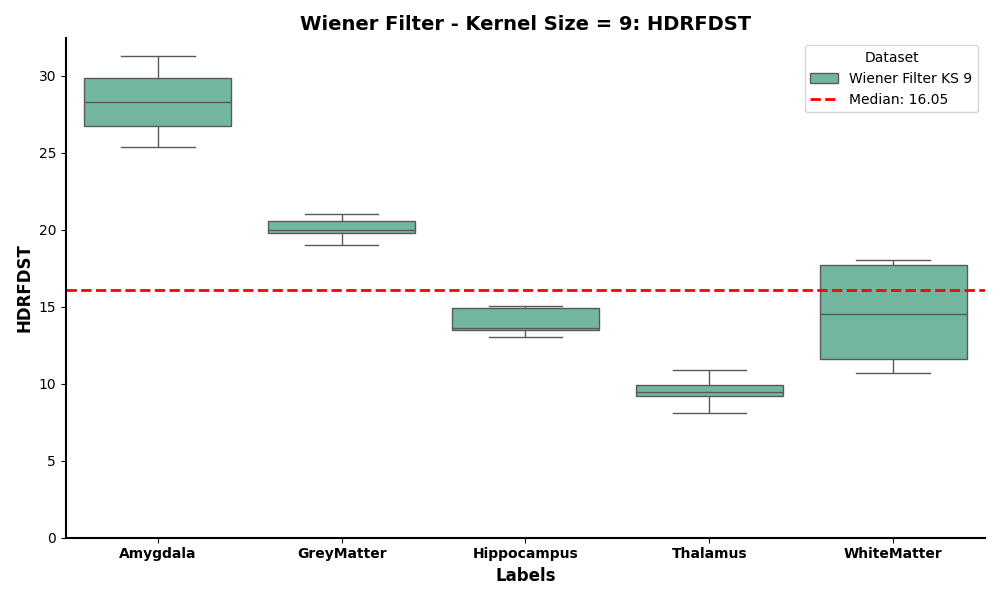 Wiener Filter - Kernel Size = 9: HDRFDST
Dataset
Wiener Filter KS 9
Median: 16.05
HDRFDST
30
25
20
15
10
5
0
Amygdala GreyMatter Hippocampus Thalamus WhiteMatter
Labels